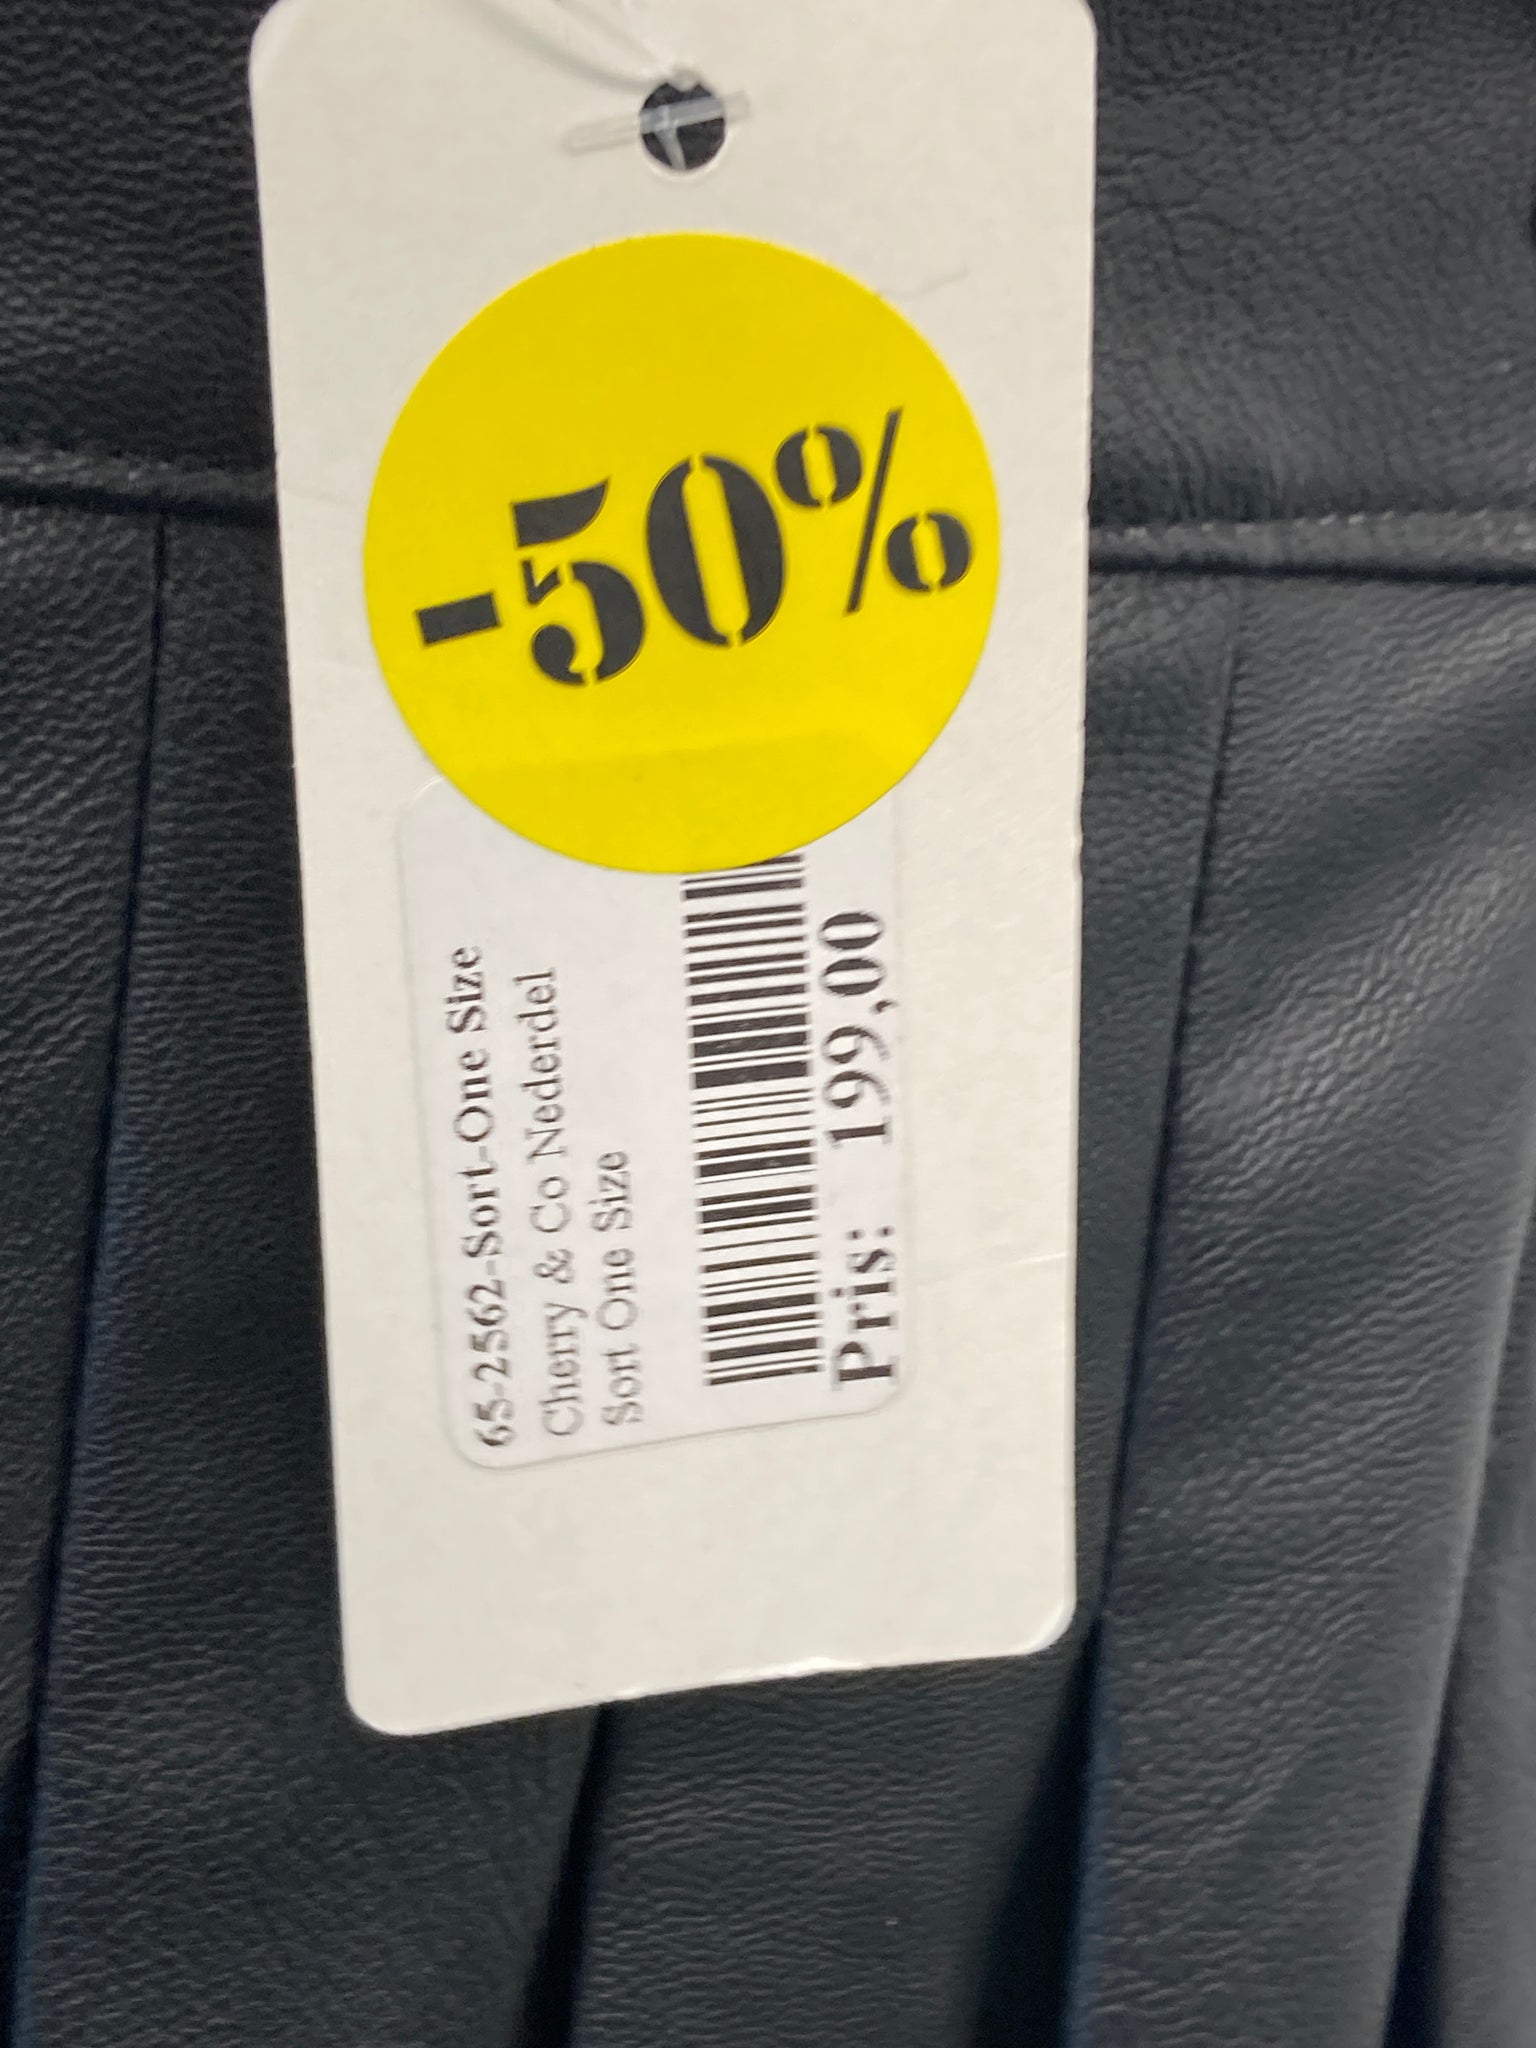 -50%
65-2562-Sort-One Size
Cherry & Co Nederdel
Sort One Size
Pris: 199,00